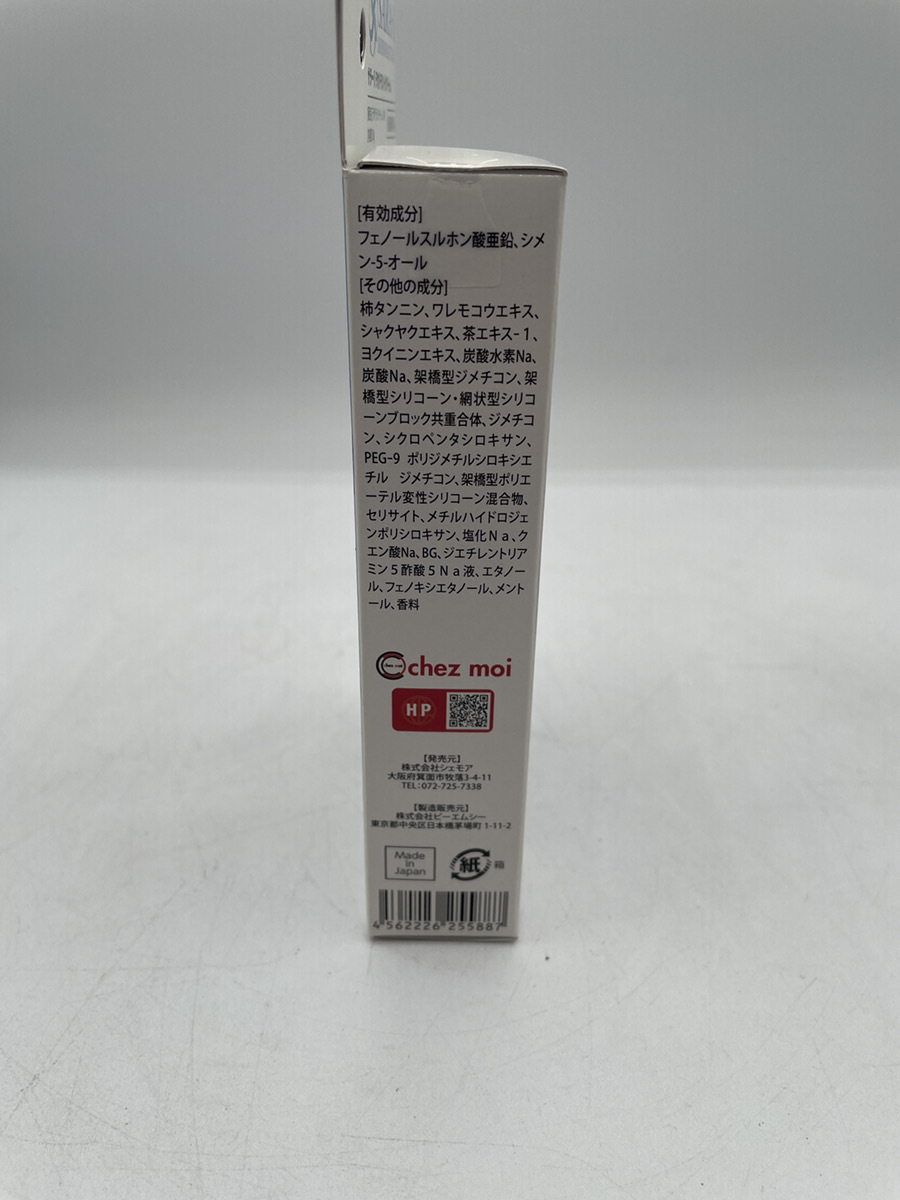 [有効成分]
フェノールスルホン酸亜鉛、シメ
ン-5-オール
[その他の成分]
柿タンニン、ワレモコウエキス、
シャクヤクエキス、茶エキス-1、
ヨクイニンエキス、炭酸水素Na、
炭酸Na、架橋型ジメチコン、架
橋型シリコーン・網状型シリコ
ーンブロック共重合体、ジメチコ
ン、シクロペンタシロキサン、
PEG-9 ポリジメチルシロキシエ
チル ジメチコン、架橋型ポリエ
ーテル変性シリコーン混合物、
セリサイト、メチルハイドロジェ
ンポリシロキサン、塩化Ｎａ、ク
エン酸Na、BG、ジエチレントリア
ミン５酢酸５Ｎａ液、エタノー
ル、フェノキシエタノール、メント
ール、香料
chez moi
HP
【発売元】
株式会社シェモア
大阪府箕面市牧落3-4-11
TEL：072-725-7338
【製造販売元】
株式会社ビーエムシー
東京都中央区日本橋茅場町 1-11-2
Made
in
Japan
紙 箱
4 562226 255887